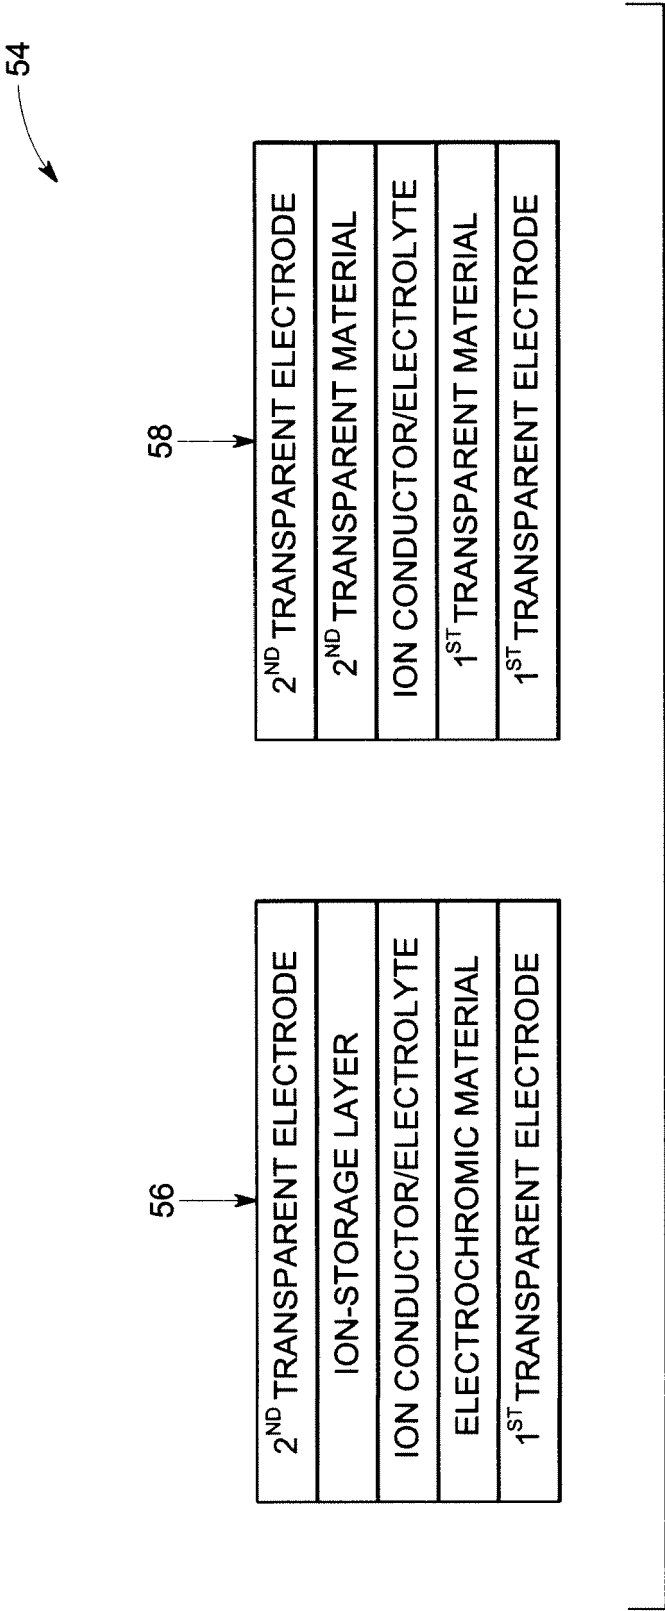 54
56
2ND TRANSPARENT ELECTRODE
ION-STORAGE LAYER
ION CONDUCTOR/ELECTROLYTE
ELECTROCHROMIC MATERIAL
1ST TRANSPARENT ELECTRODE
58
2ND TRANSPARENT ELECTRODE
2ND TRANSPARENT MATERIAL
ION CONDUCTOR/ELECTROLYTE
1ST TRANSPARENT MATERIAL
1ST TRANSPARENT ELECTRODE